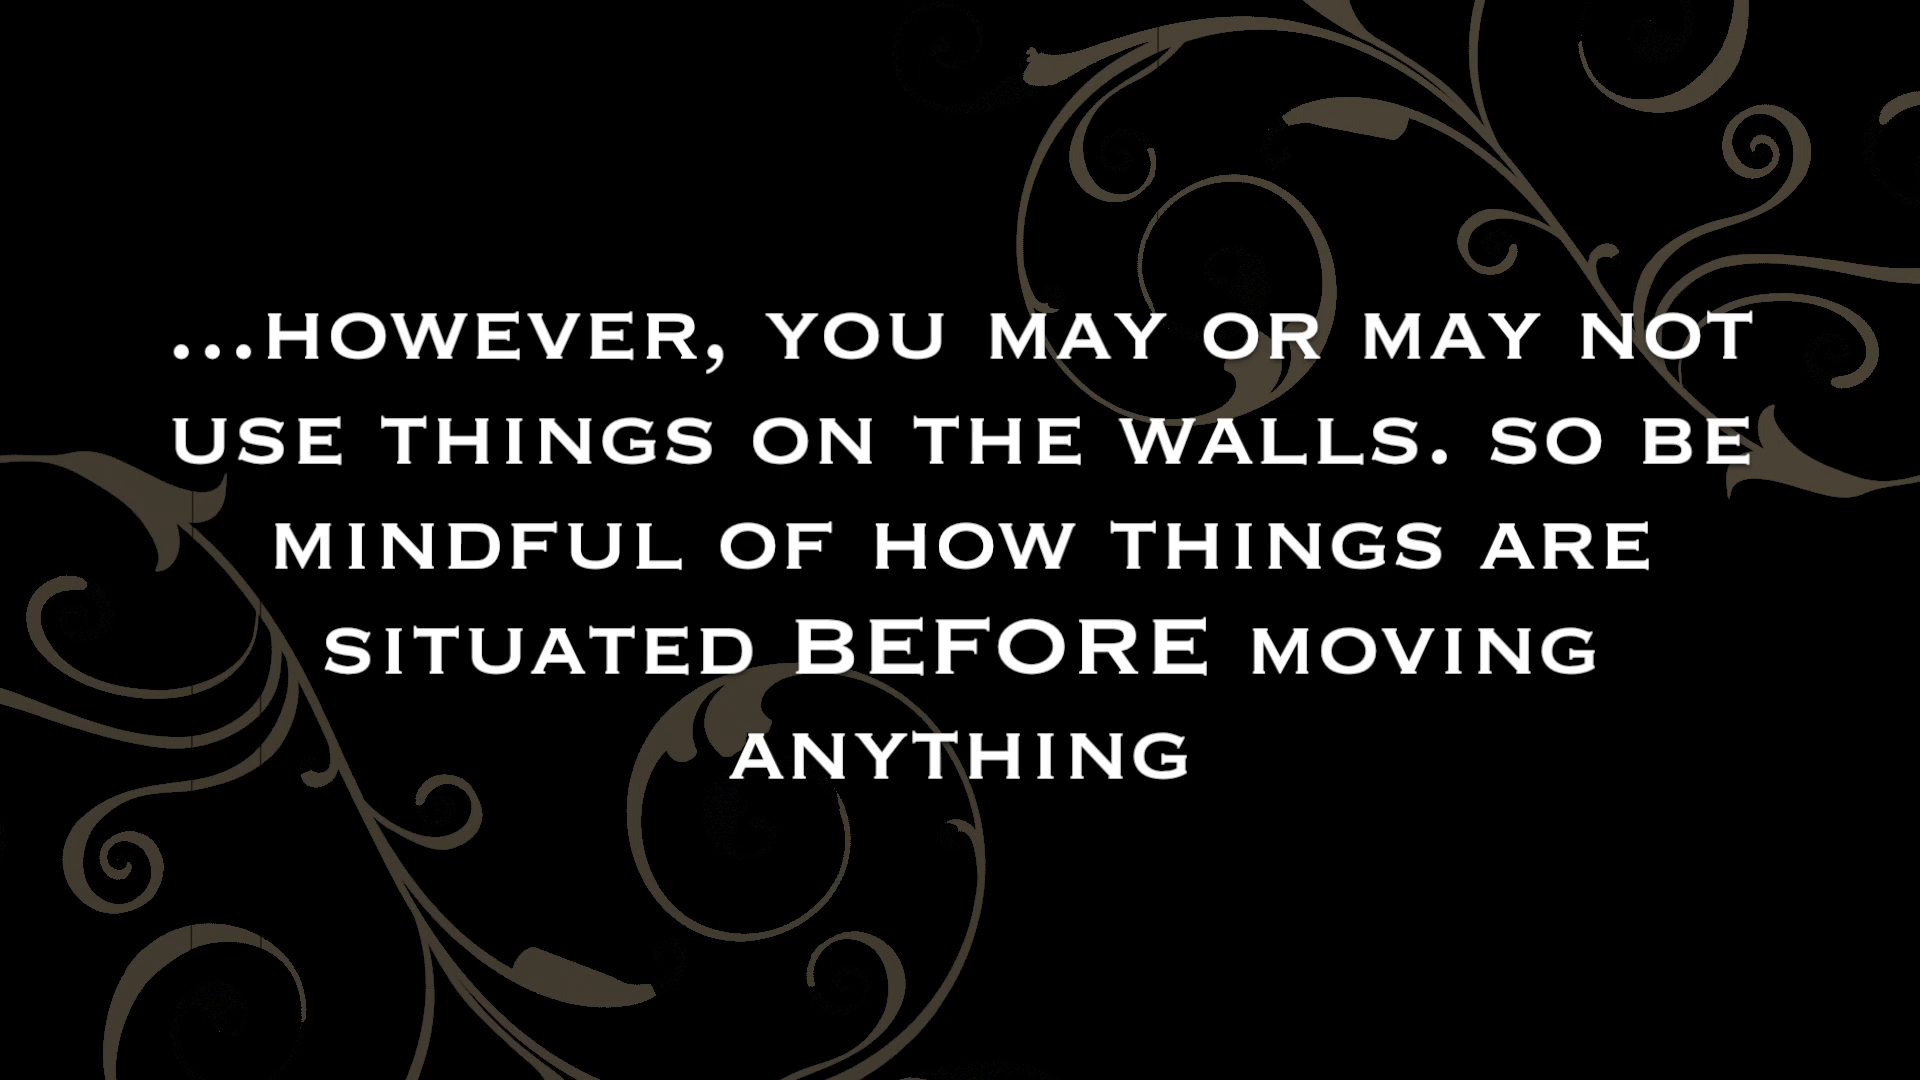 ...HOWEVER, YOU MAY OR MAY NOT
USE THINGS ON THE WALLS. SO BE
MINDFUL OF HOW THINGS ARE
SITUATED BEFORE MOVING
ANYTHING